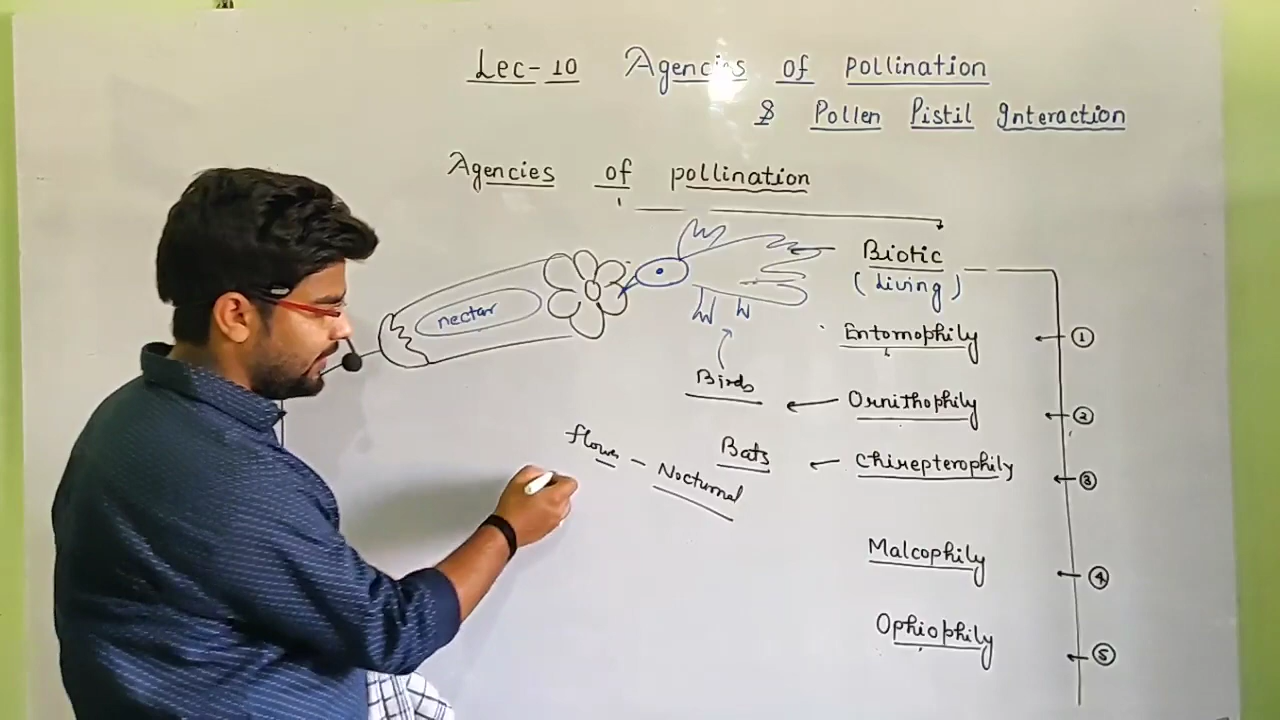 Lec-10 Agencies of pollination
& Pollen Pistil Interaction
Agencies of pollination
Biotic
(living)
nectar
Entomophily ①
Birds ← Ornithophily ②
Bats ← Chirepterophily ③
flower - Nocturnal
Malcophily ④
Ophiophily ⑤